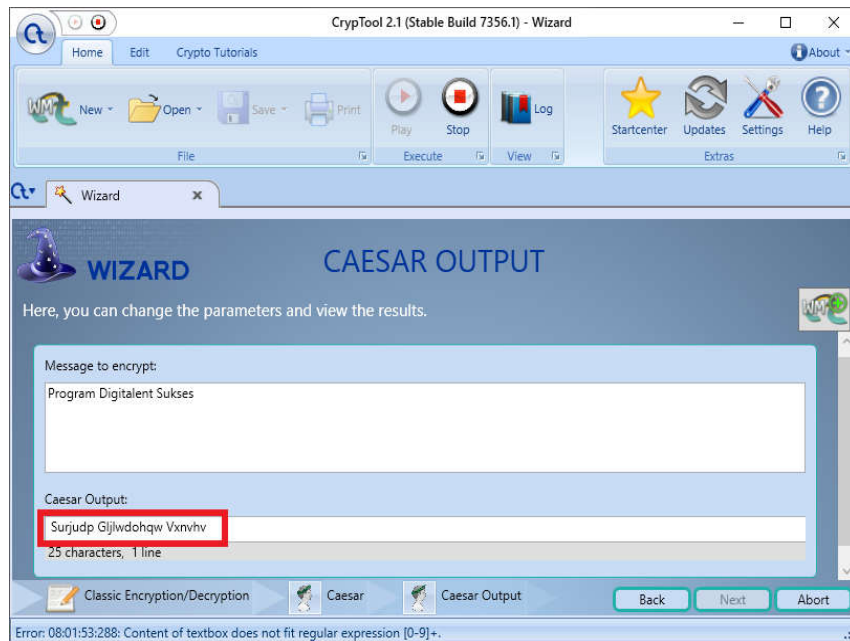 CrypTool 2.1 (Stable Build 7356.1) - Wizard
Home Edit Crypto Tutorials About
New Open Save Print Play Stop Log Startcenter Updates Settings Help
File Execute View Extras
Wizard
WIZARD CAESAR OUTPUT
Here, you can change the parameters and view the results.
Message to encrypt:
Program Digitalent Sukses
Caesar Output:
Surjudp Gljlwdohqw Vxnvhv
25 characters, 1 line
Classic Encryption/Decryption Caesar Caesar Output Back Next Abort
Error: 08:01:53:288: Content of textbox does not fit regular expression [0-9]+.